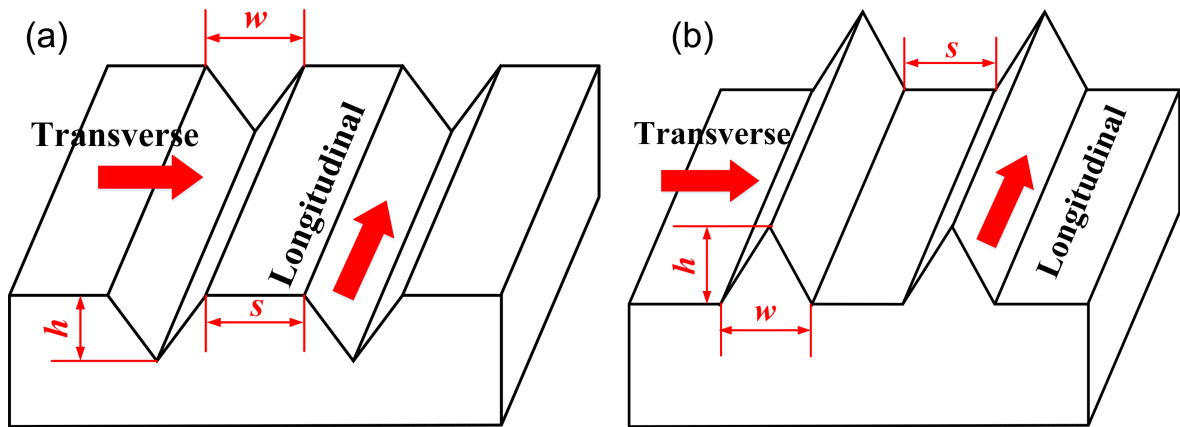 (a)
w
Transverse
Longitudinal
h
s
(b)
s
Transverse
Longitudinal
h
w